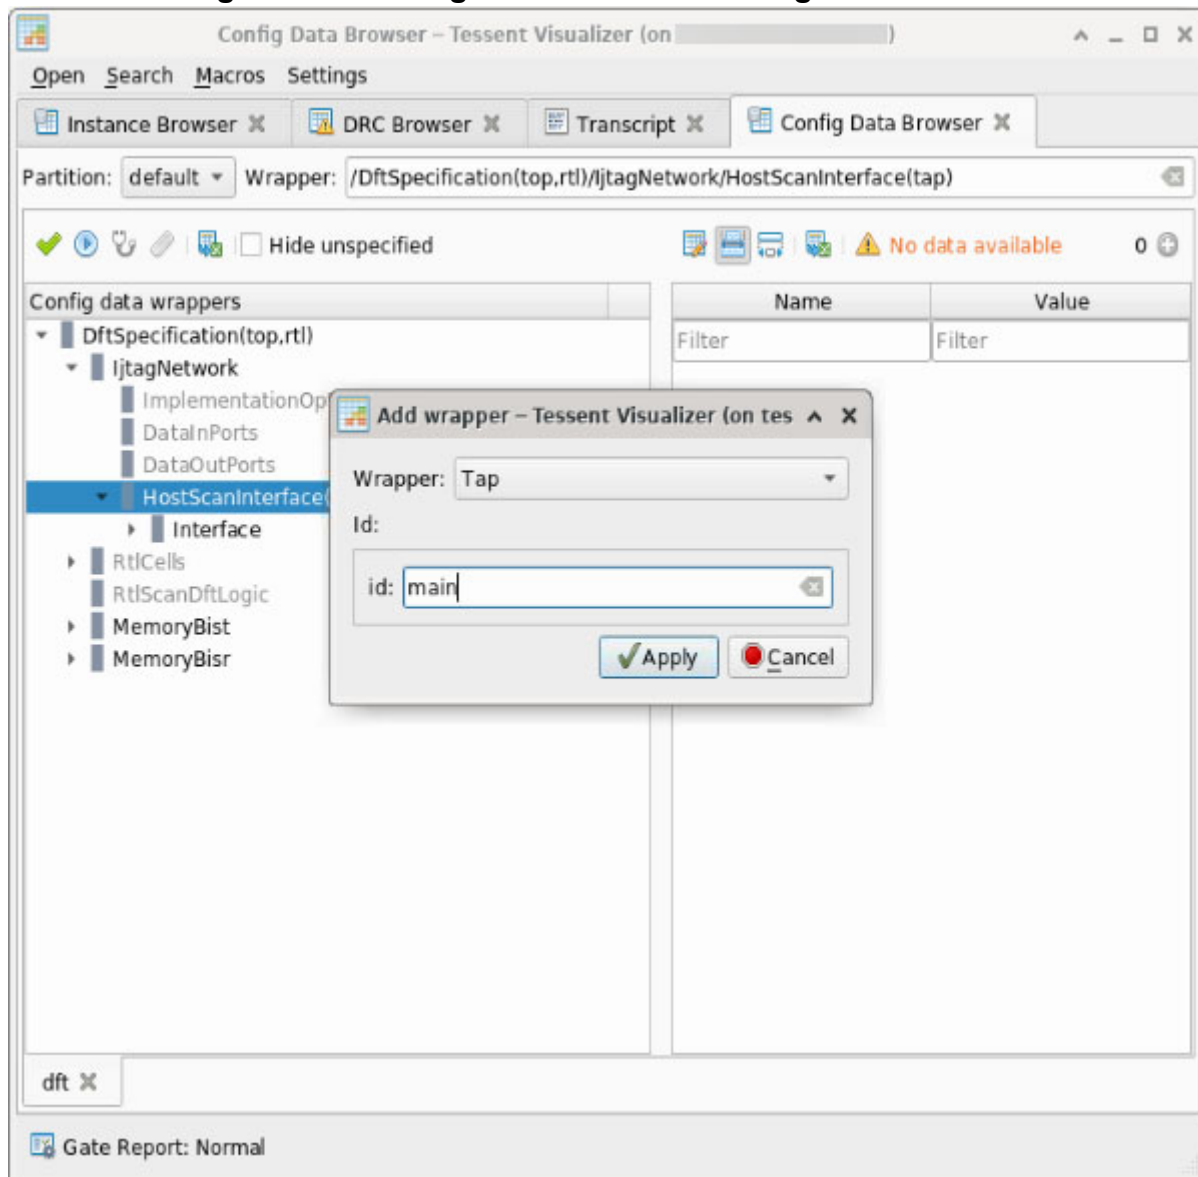 Config Data Browser – Tessent Visualizer (on )
Open Search Macros Settings
Instance Browser DRC Browser Transcript Config Data Browser
Partition: default Wrapper: /DftSpecification(top,rtl)/IjtagNetwork/HostScanInterface(tap)
Hide unspecified No data available 0
Config data wrappers Name Value
DftSpecification(top,rtl) Filter Filter
IjtagNetwork
ImplementationOp
DataInPorts
DataOutPorts
HostScanInterface(
Interface
RtlCells
RtlScanDftLogic
MemoryBist
MemoryBisr
Add wrapper – Tessent Visualizer (on tes
Wrapper: Tap
Id:
id: main
Apply Cancel
dft
Gate Report: Normal